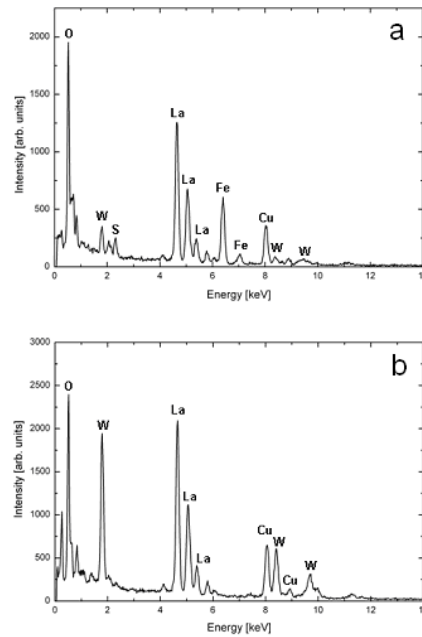 a
O
La
La
La
W
S
Fe
Fe
Cu
W
W
2000
1500
1000
500
0
0 2 4 6 8 10 12 14
Intensity [arb. units]
Energy [keV]
b
O
W
La
La
La
Cu
W
Cu
W
3000
2500
2000
1500
1000
500
0
0 2 4 6 8 10 12 14
Intensity [arb. units]
Energy [keV]